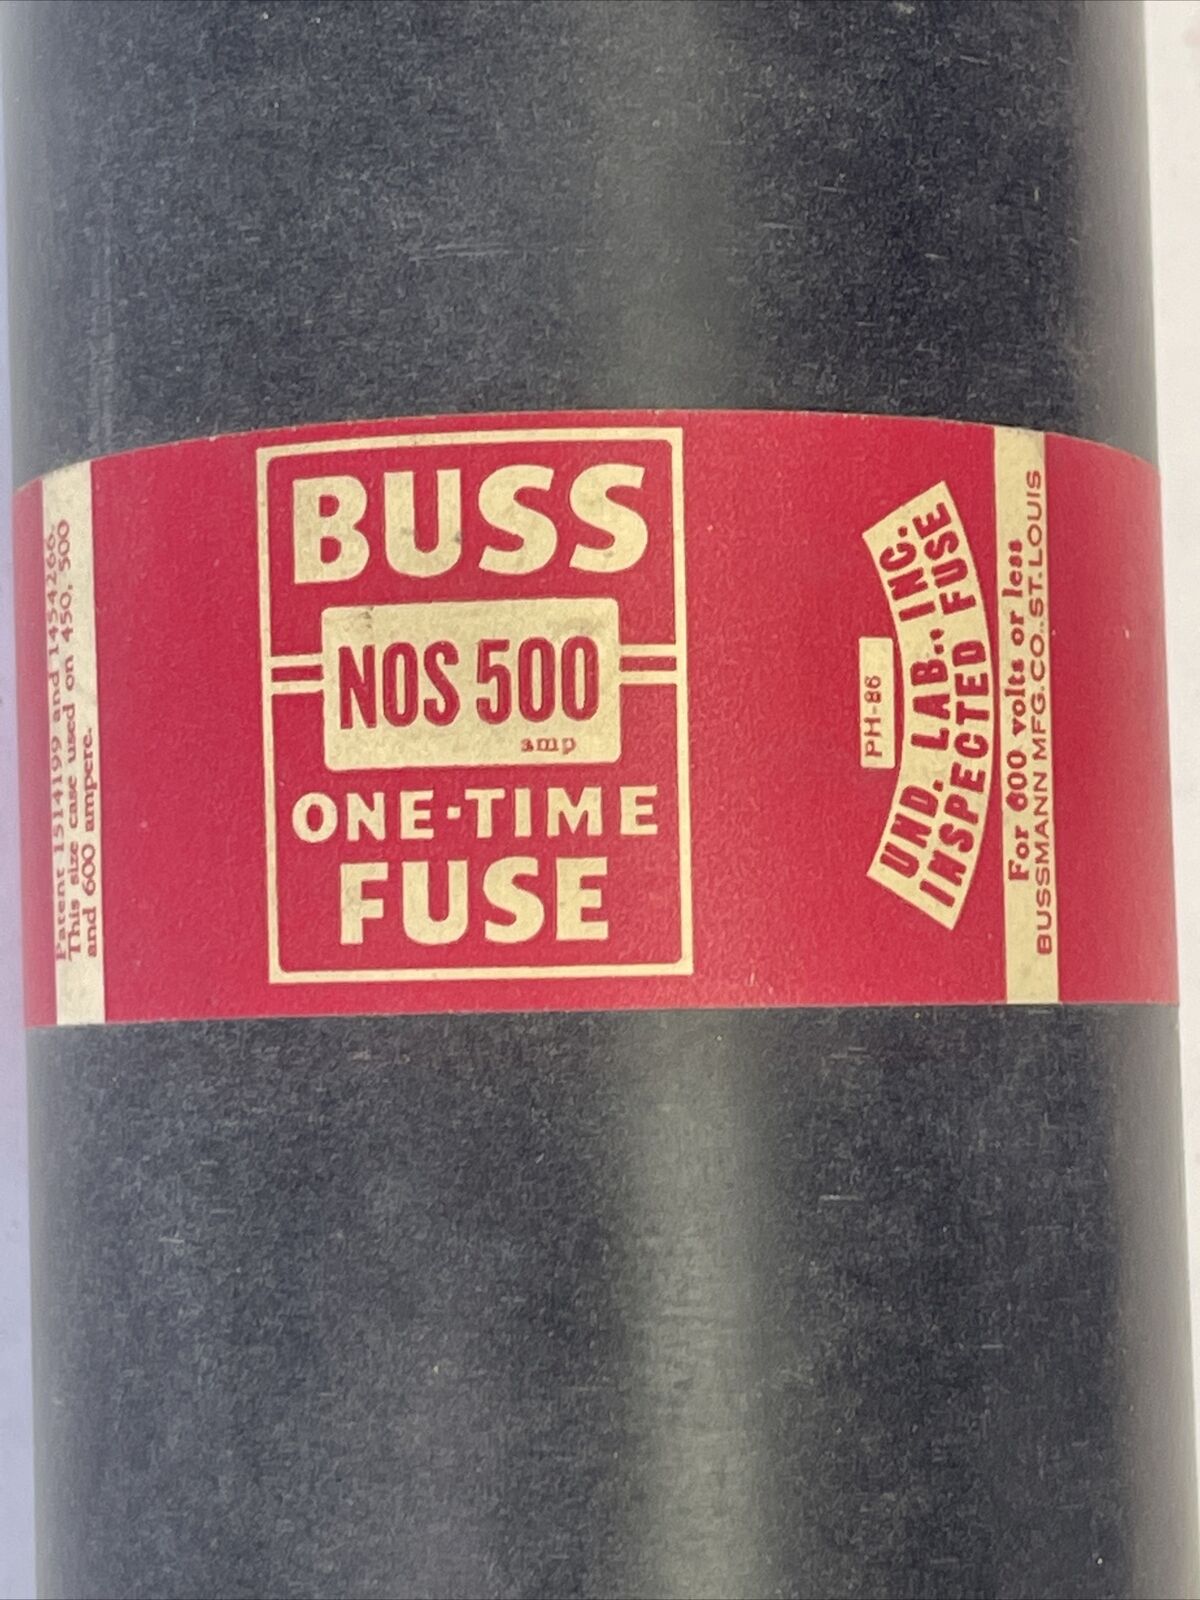 BUSS
NOS 500
amp
ONE-TIME
FUSE
Patent 1514199 and 1454266.
This size case used on 450, 500
and 600 ampere.
PH-86
UND. LAB., INC.
INSPECTED FUSE
For 600 volts or less
BUSSMANN MFG.CO..ST.LOUIS